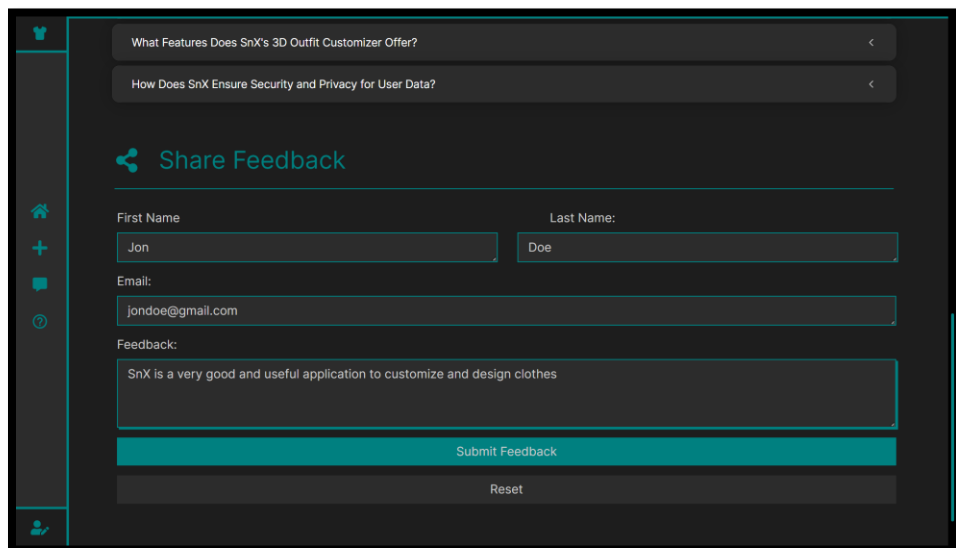 What Features Does SnX's 3D Outfit Customizer Offer?
How Does SnX Ensure Security and Privacy for User Data?
Share Feedback
First Name
Last Name:
Jon
Doe
Email:
jondoe@gmail.com
Feedback:
SnX is a very good and useful application to customize and design clothes
Submit Feedback
Reset